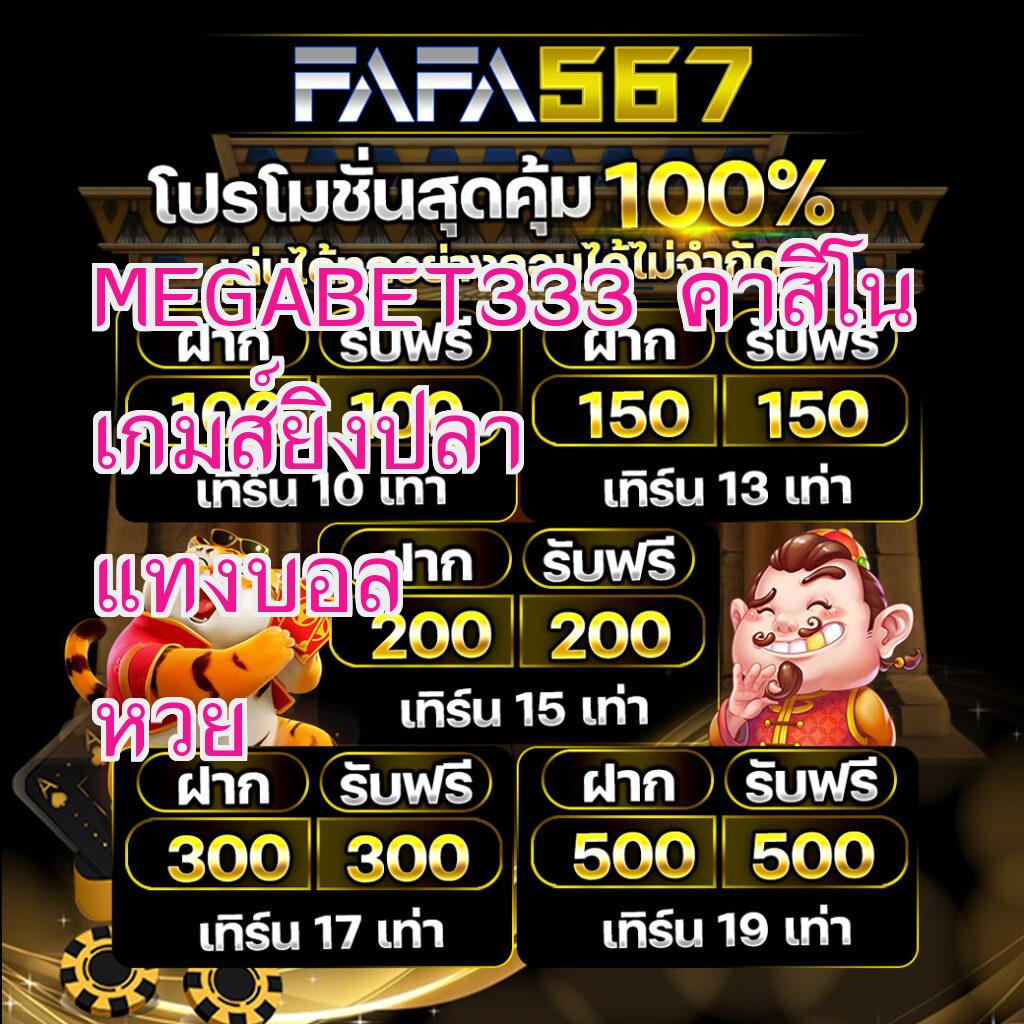 FAFA567
โปรโมชั่นสุดคุ้ม 100%
MEGABET333 คาสิโน
ฝาก รับฟรี ฝาก รับฟรี
100 100 150 150
เกมส์ยิงปลา
เทิร์น 10 เท่า เทิร์น 13 เท่า
ฝาก รับฟรี
แทงบอล
200 200
เทิร์น 15 เท่า
หวย
ฝาก รับฟรี ฝาก รับฟรี
300 300 500 500
เทิร์น 17 เท่า เทิร์น 19 เท่า